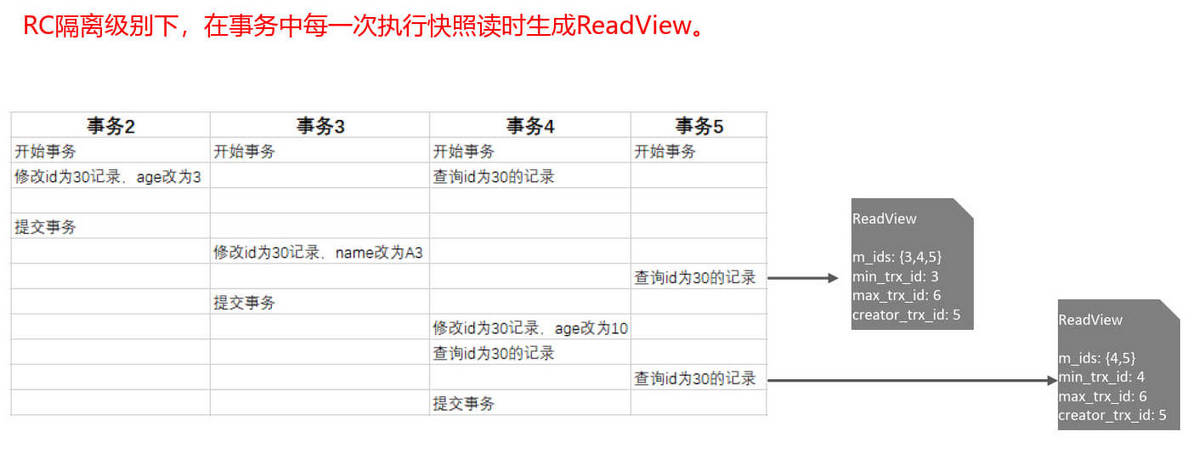 RC隔离级别下，在事务中每一次执行快照读时生成ReadView。
事务2 事务3 事务4 事务5
开始事务 开始事务 开始事务 开始事务
修改id为30记录，age改为3 查询id为30的记录
提交事务
修改id为30记录，name改为A3
查询id为30的记录
提交事务
修改id为30记录，age改为10
查询id为30的记录
查询id为30的记录
提交事务
ReadView
m_ids: {3,4,5}
min_trx_id: 3
max_trx_id: 6
creator_trx_id: 5
ReadView
m_ids: {4,5}
min_trx_id: 4
max_trx_id: 6
creator_trx_id: 5